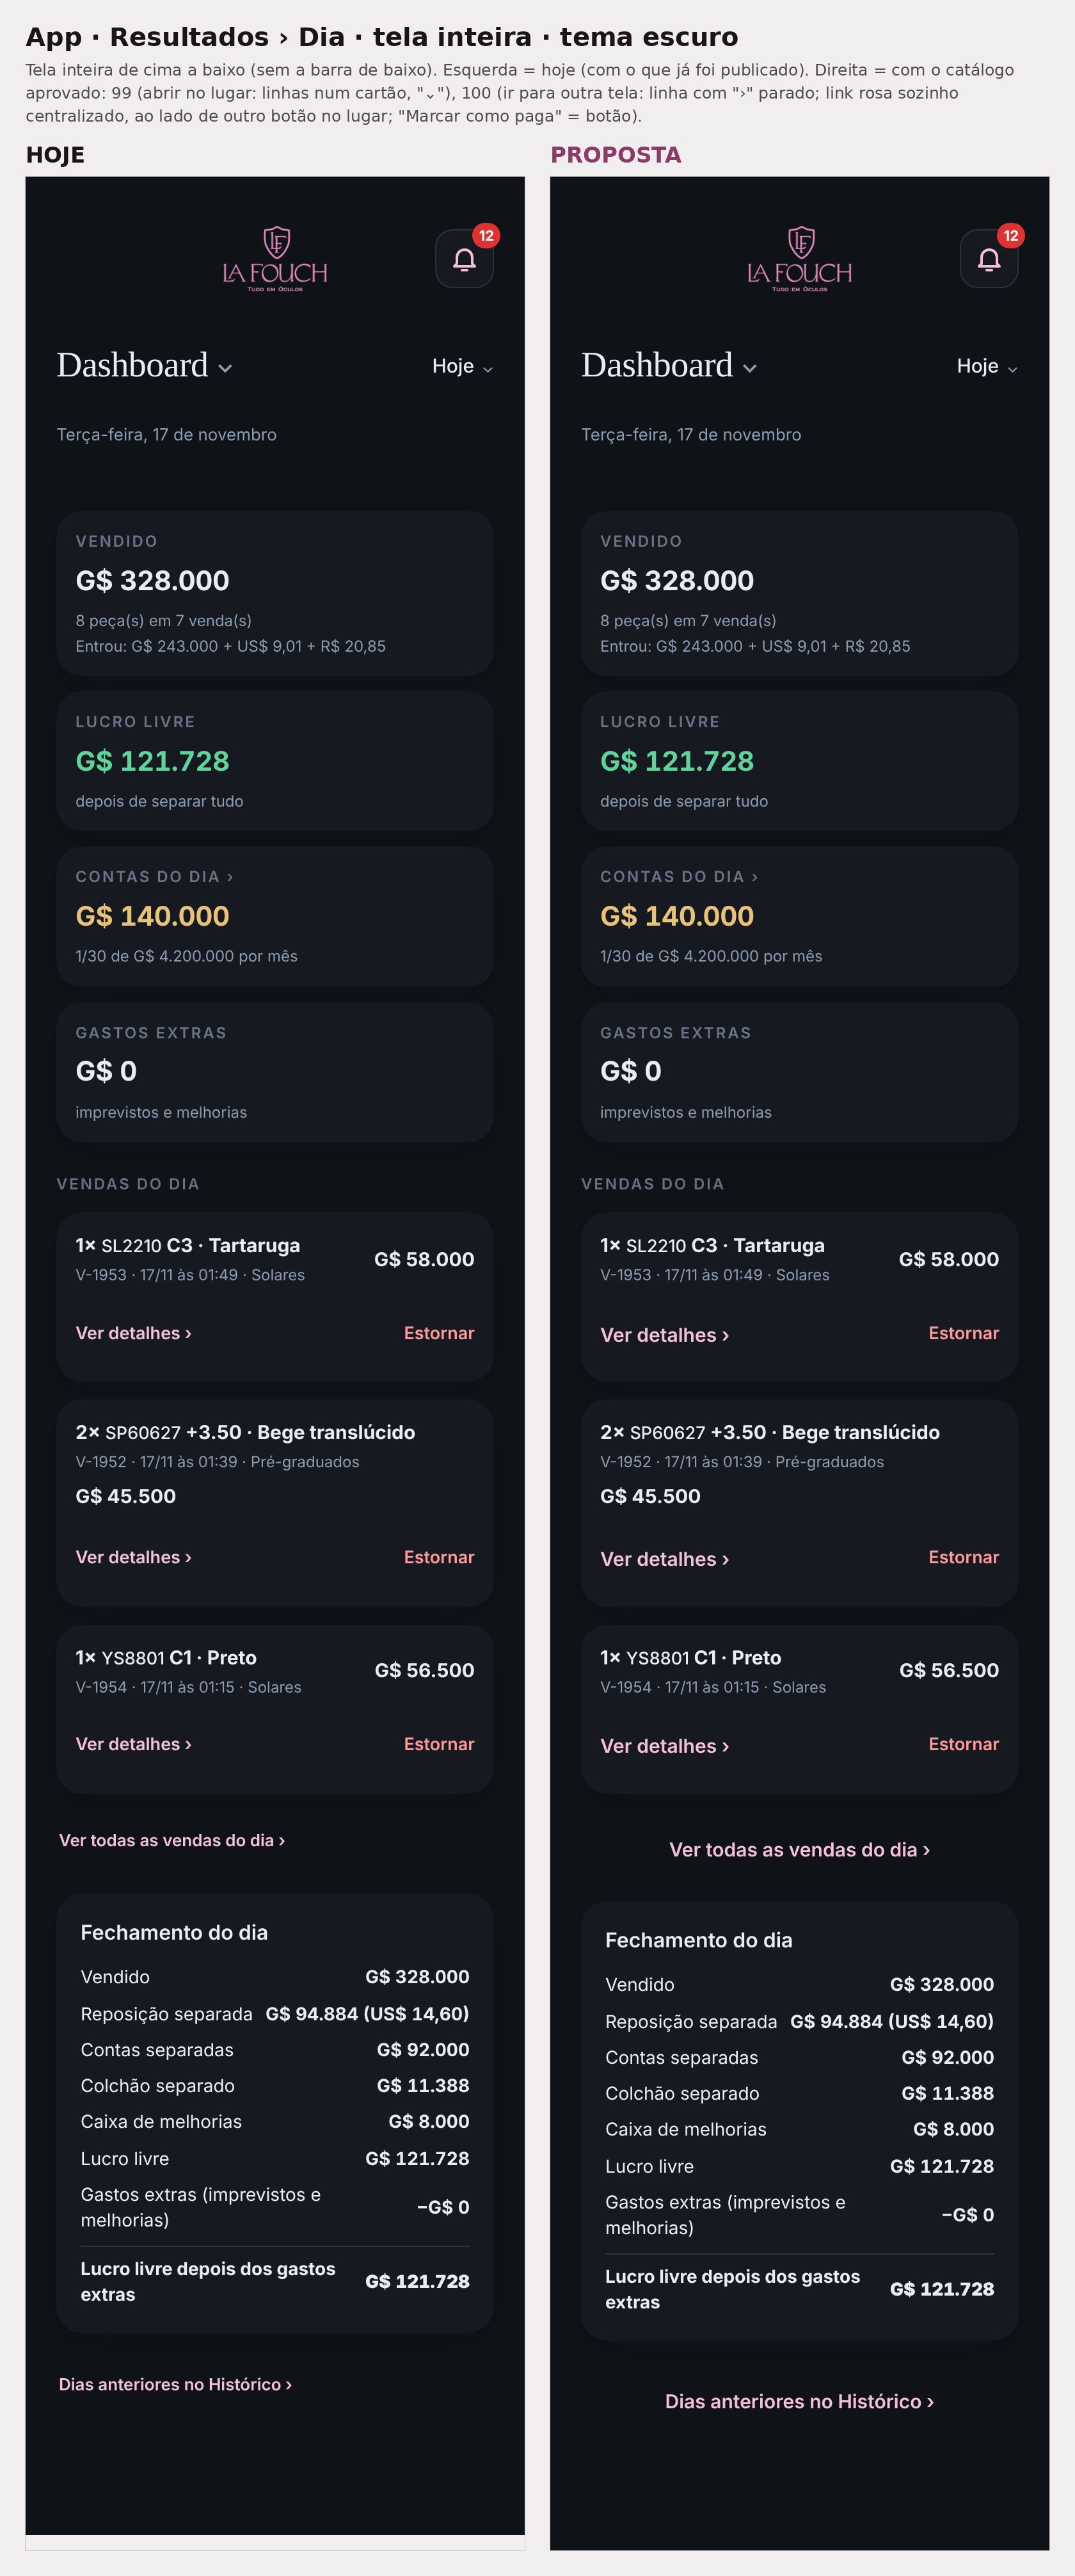 App · Resultados › Dia · tela inteira · tema escuro
Tela inteira de cima a baixo (sem a barra de baixo). Esquerda = hoje (com o que já foi publicado). Direita = com o catálogo
aprovado: 99 (abrir no lugar: linhas num cartão, "⌄"), 100 (ir para outra tela: linha com "›" parado; link rosa sozinho
centralizado, ao lado de outro botão no lugar; "Marcar como paga" = botão).
HOJE
12
LA FOUCH
TUDO EM ÓCULOS
Dashboard
Hoje
Terça-feira, 17 de novembro
VENDIDO
G$ 328.000
8 peça(s) em 7 venda(s)
Entrou: G$ 243.000 + US$ 9,01 + R$ 20,85
LUCRO LIVRE
G$ 121.728
depois de separar tudo
CONTAS DO DIA ›
G$ 140.000
1/30 de G$ 4.200.000 por mês
GASTOS EXTRAS
G$ 0
imprevistos e melhorias
VENDAS DO DIA
1× SL2210 C3 · Tartaruga
G$ 58.000
V-1953 · 17/11 às 01:49 · Solares
Ver detalhes ›
Estornar
2× SP60627 +3.50 · Bege translúcido
V-1952 · 17/11 às 01:39 · Pré-graduados
G$ 45.500
Ver detalhes ›
Estornar
1× YS8801 C1 · Preto
G$ 56.500
V-1954 · 17/11 às 01:15 · Solares
Ver detalhes ›
Estornar
Ver todas as vendas do dia ›
Fechamento do dia
Vendido G$ 328.000
Reposição separada G$ 94.884 (US$ 14,60)
Contas separadas G$ 92.000
Colchão separado G$ 11.388
Caixa de melhorias G$ 8.000
Lucro livre G$ 121.728
Gastos extras (imprevistos e
melhorias)
−G$ 0
Lucro livre depois dos gastos
extras
G$ 121.728
Dias anteriores no Histórico ›
PROPOSTA
12
LA FOUCH
TUDO EM ÓCULOS
Dashboard
Hoje
Terça-feira, 17 de novembro
VENDIDO
G$ 328.000
8 peça(s) em 7 venda(s)
Entrou: G$ 243.000 + US$ 9,01 + R$ 20,85
LUCRO LIVRE
G$ 121.728
depois de separar tudo
CONTAS DO DIA ›
G$ 140.000
1/30 de G$ 4.200.000 por mês
GASTOS EXTRAS
G$ 0
imprevistos e melhorias
VENDAS DO DIA
1× SL2210 C3 · Tartaruga
G$ 58.000
V-1953 · 17/11 às 01:49 · Solares
Ver detalhes ›
Estornar
2× SP60627 +3.50 · Bege translúcido
V-1952 · 17/11 às 01:39 · Pré-graduados
G$ 45.500
Ver detalhes ›
Estornar
1× YS8801 C1 · Preto
G$ 56.500
V-1954 · 17/11 às 01:15 · Solares
Ver detalhes ›
Estornar
Ver todas as vendas do dia ›
Fechamento do dia
Vendido G$ 328.000
Reposição separada G$ 94.884 (US$ 14,60)
Contas separadas G$ 92.000
Colchão separado G$ 11.388
Caixa de melhorias G$ 8.000
Lucro livre G$ 121.728
Gastos extras (imprevistos e
melhorias)
−G$ 0
Lucro livre depois dos gastos
extras
G$ 121.728
Dias anteriores no Histórico ›